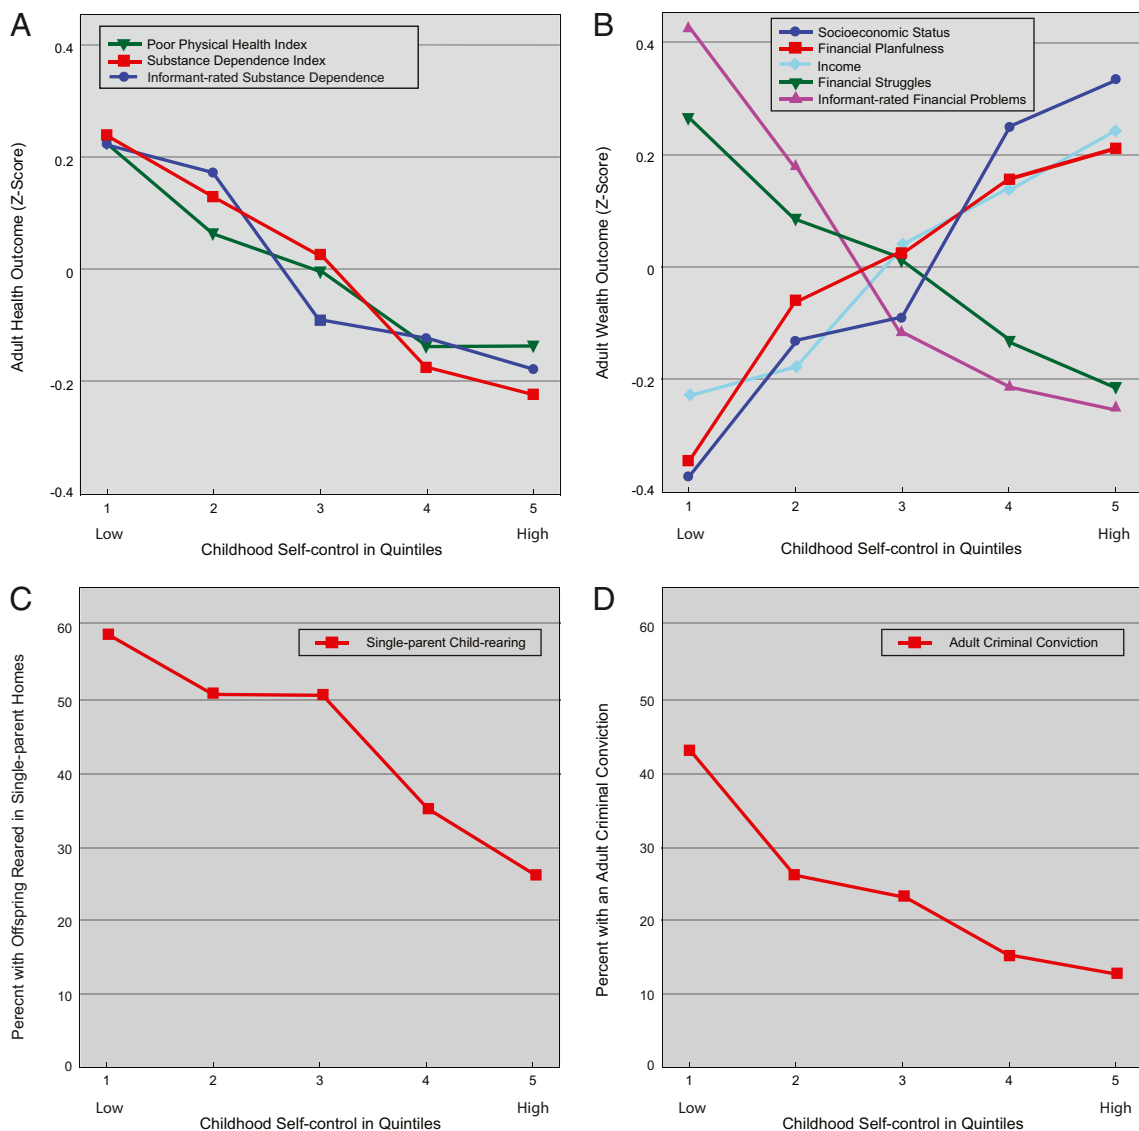 A
Poor Physical Health Index
Substance Dependence Index
Informant-rated Substance Dependence
Adult Health Outcome (Z-Score)
0.4
0.2
0
-0.2
-0.4
1
2
3
4
5
Low
High
Childhood Self-control in Quintiles
B
Socioeconomic Status
Financial Planfulness
Income
Financial Struggles
Informant-rated Financial Problems
Adult Wealth Outcome (Z-Score)
0.4
0.2
0
-0.2
-0.4
1
2
3
4
5
Low
High
Childhood Self-control in Quintiles
C
Single-parent Child-rearing
Perecnt with Offspring Reared in Single-parent Homes
60
50
40
30
20
10
0
1
2
3
4
5
Low
High
Childhood Self-control in Quintiles
D
Adult Criminal Conviction
Percent with an Adult Criminal Conviction
60
50
40
30
20
10
0
1
2
3
4
5
Low
High
Childhood Self-control in Quintiles